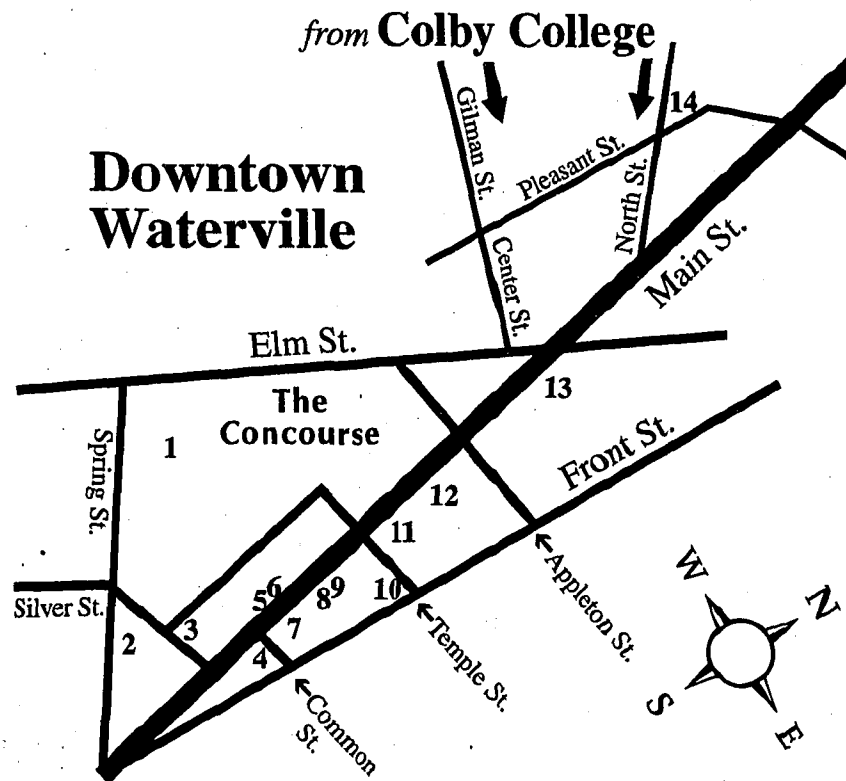 from Colby College
Gilman St.
14
Pleasant St.
North St.
Downtown
Waterville
Center St.
Main St.
Elm St.
The
Concourse
13
Spring St.
1
Front St.
12
11
Appleton St.
Silver St.
2
3
5
6
8
9
10
7
4
Temple St.
Common
St.
W
N
S
E